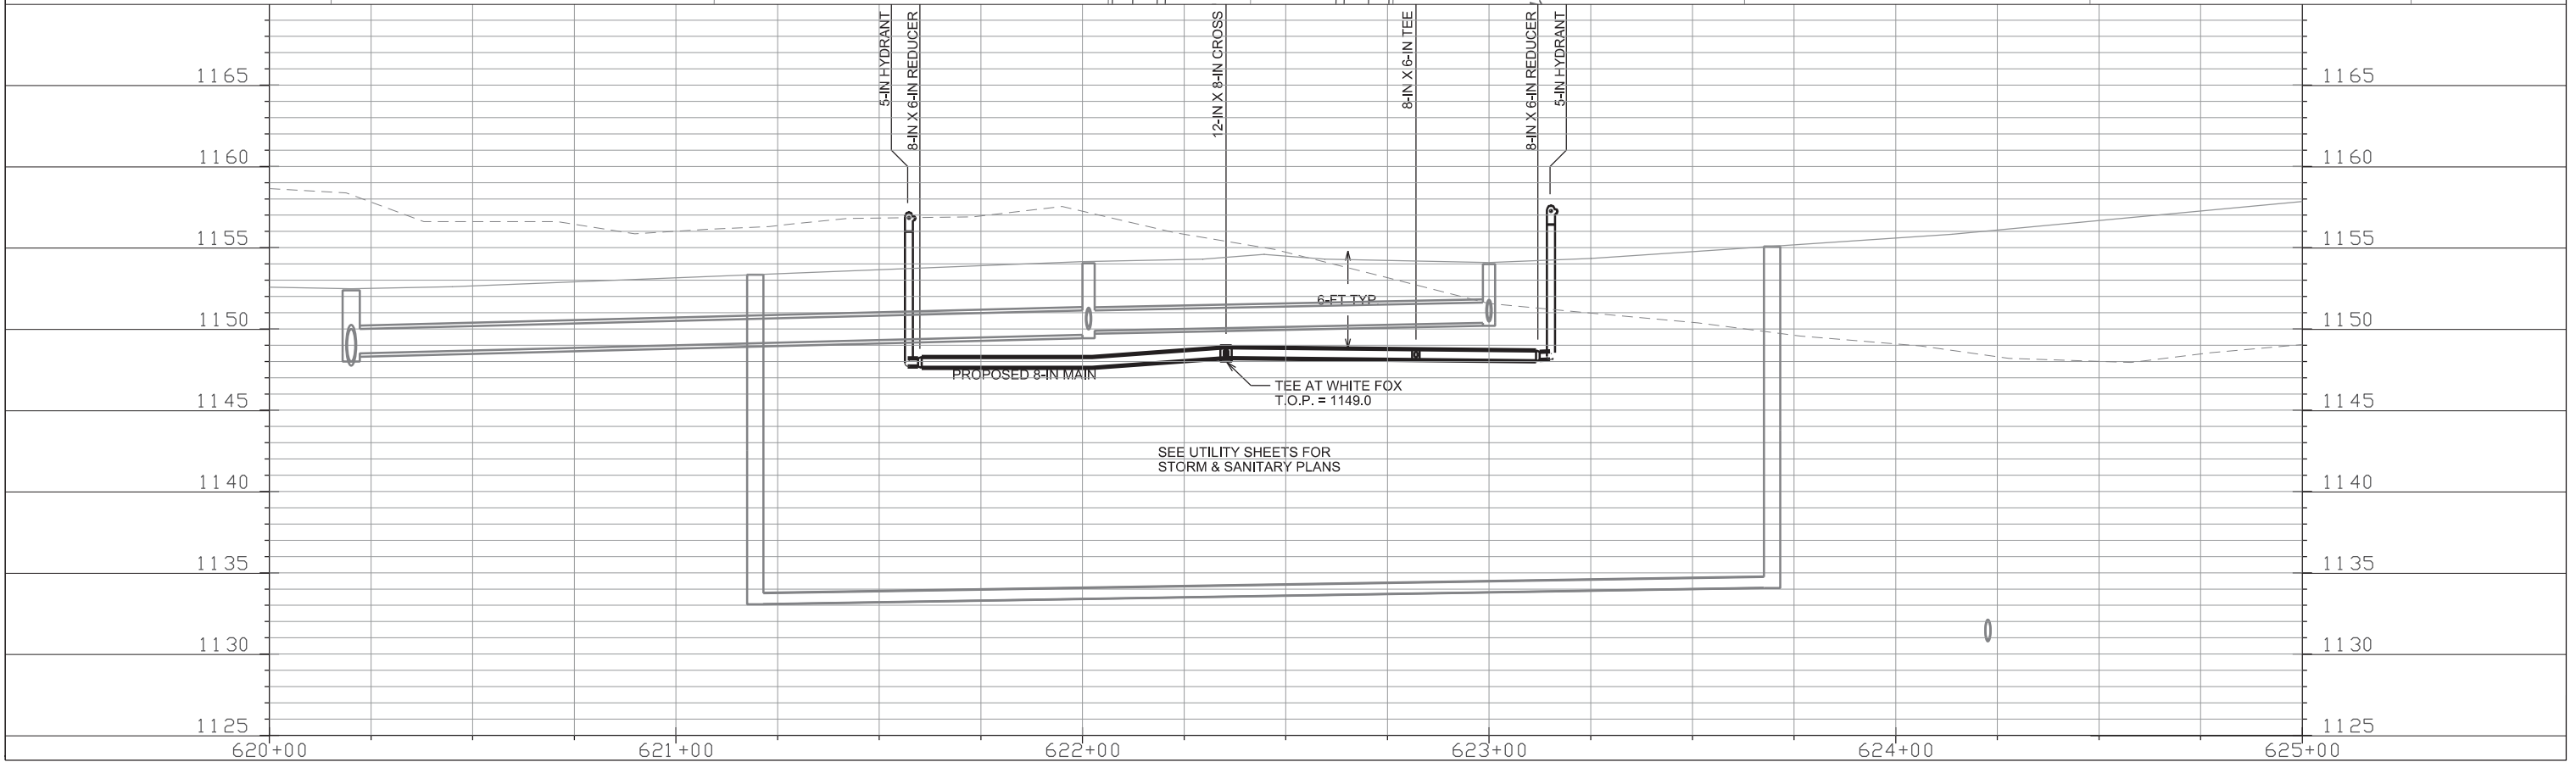 5-IN HYDRANT
8-IN X 6-IN REDUCER
12-IN X 8-IN CROSS
8-IN X 6-IN TEE
8-IN X 6-IN REDUCER
5-IN HYDRANT
1165
1165
1160
1160
1155
1155
6-FT TYP
1150
1150
PROPOSED 8-IN MAIN
TEE AT WHITE FOX
T.O.P. = 1149.0
1145
1145
SEE UTILITY SHEETS FOR
STORM & SANITARY PLANS
1140
1140
1135
1135
1130
1130
1125
1125
620+00
621+00
622+00
623+00
624+00
625+00